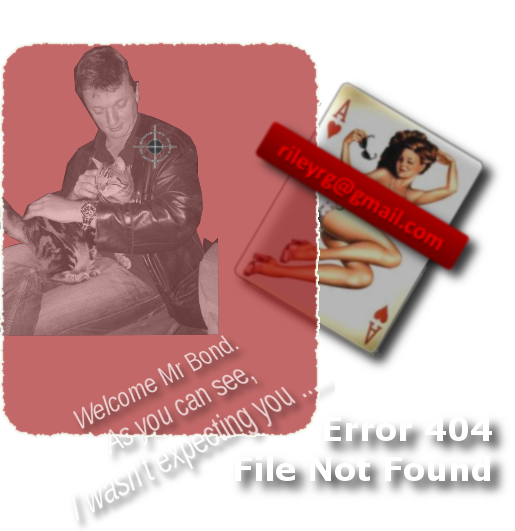 A
rileyrg@gmail.com
A
Welcome Mr Bond.
As you can see,
I wasn't expecting you ...
Error 404
File Not Found